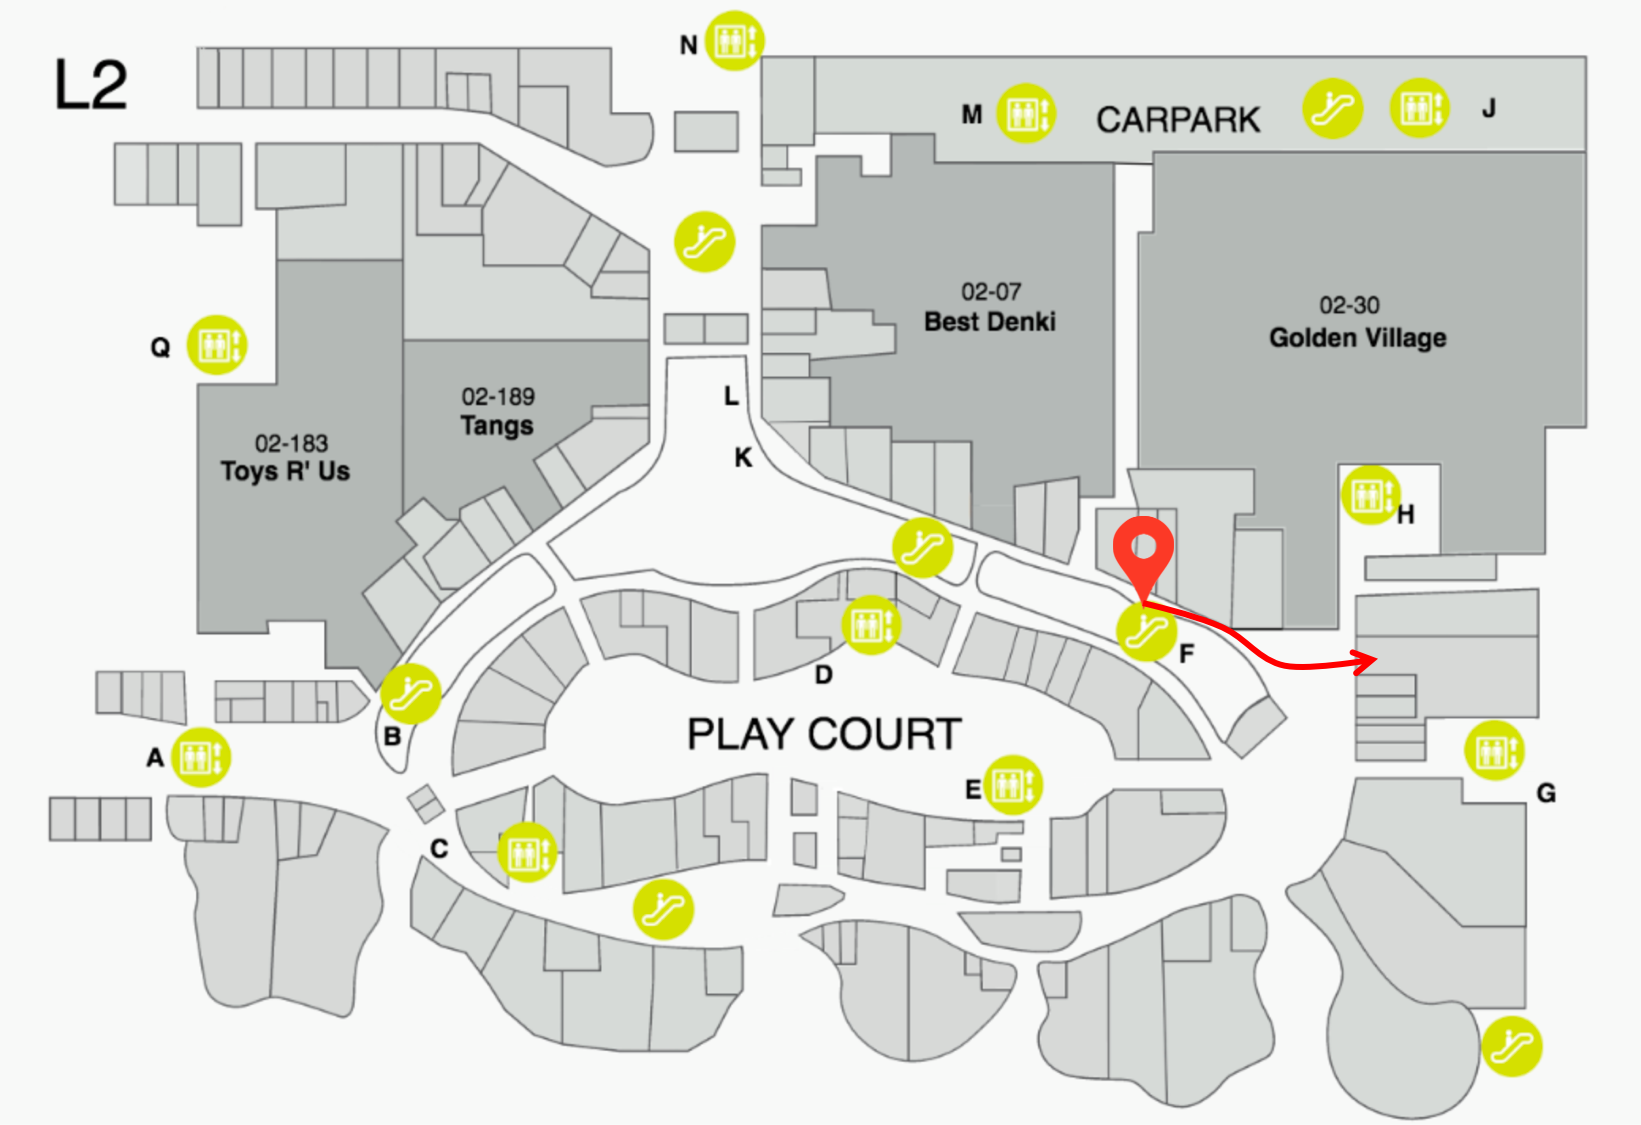 L2
N
M
CARPARK
J
02-07
Best Denki
02-30
Golden Village
Q
02-189
Tangs
L
02-183
Toys R' Us
K
H
F
D
B
PLAY COURT
A
E
G
C